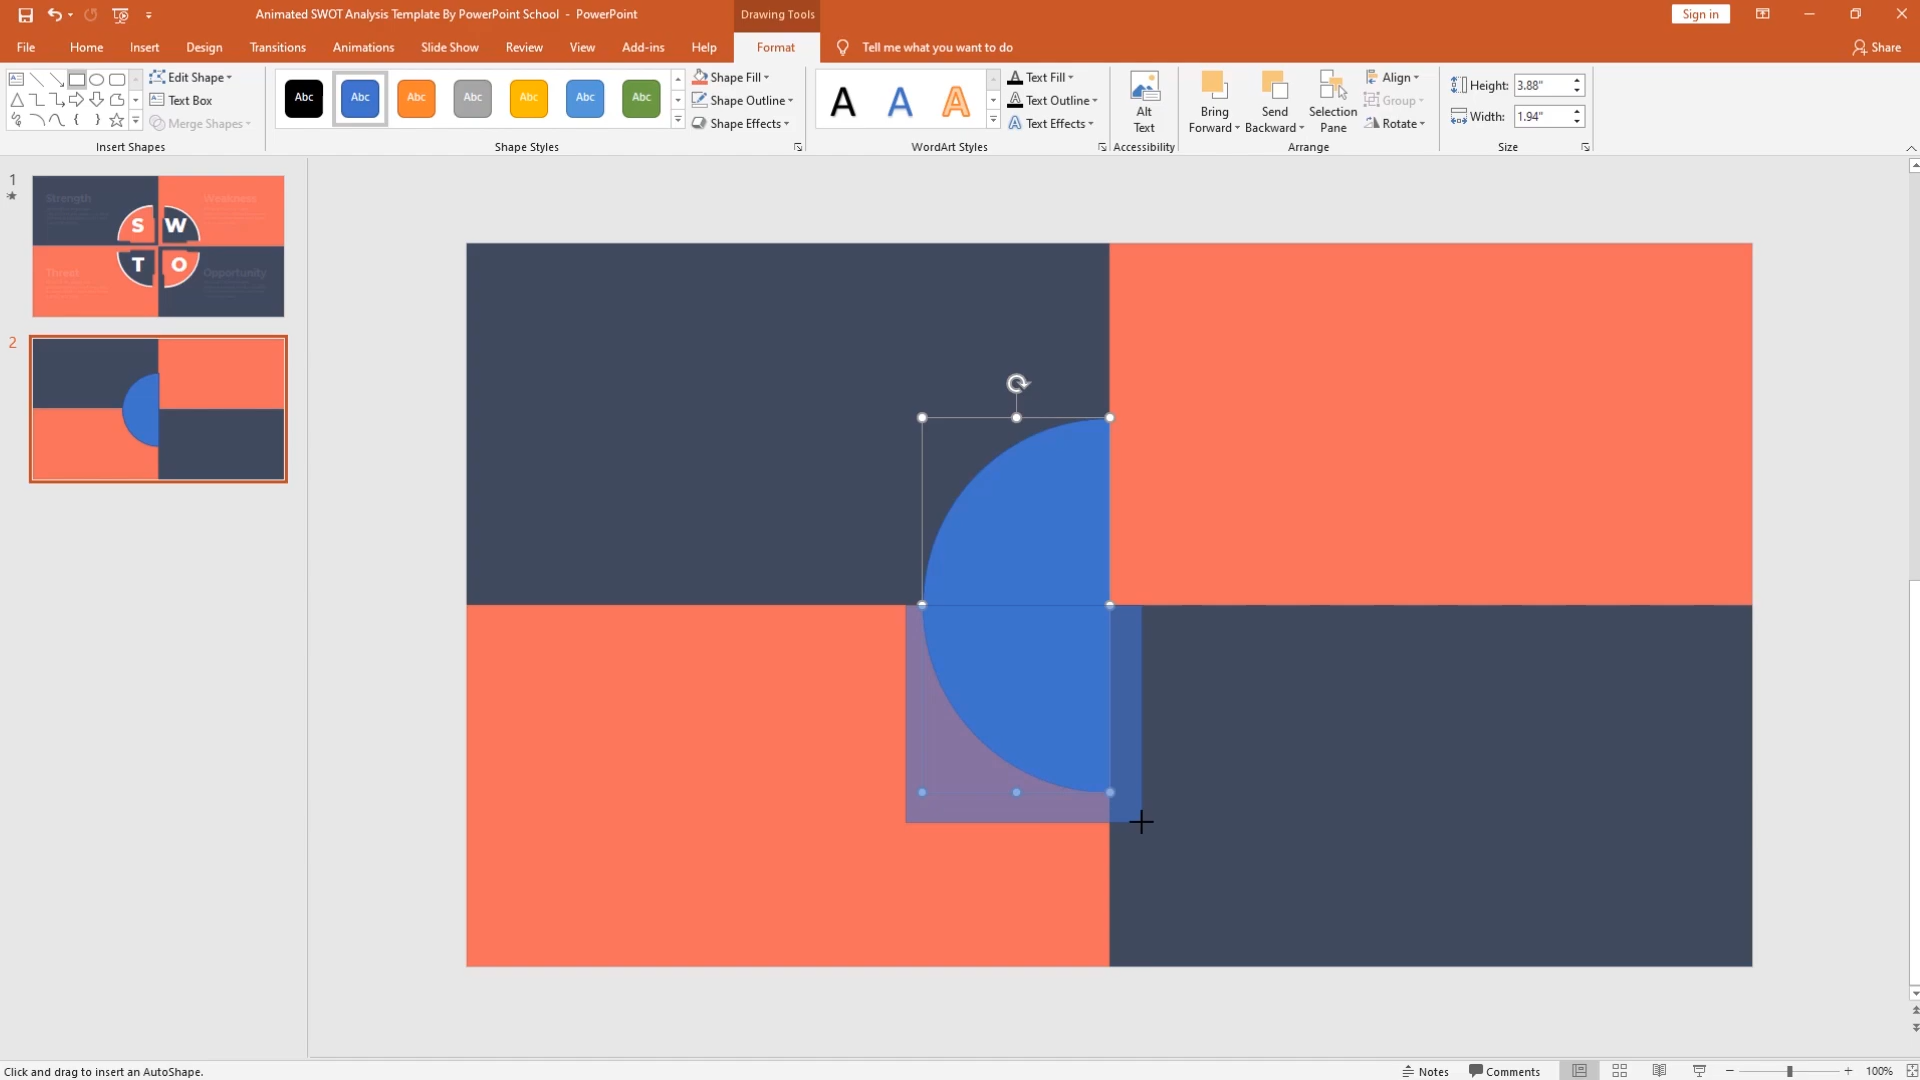 Animated SWOT Analysis Template By PowerPoint School - PowerPoint
Drawing Tools
Sign in
File Home Insert Design Transitions Animations Slide Show Review View Add-ins Help Format Tell me what you want to do Share
Edit Shape
Text Box
Merge Shapes
Insert Shapes
Abc Abc Abc Abc Abc Abc Abc
Shape Fill
Shape Outline
Shape Effects
Shape Styles
A A A
Text Fill
Text Outline
Text Effects
WordArt Styles
Alt Text
Accessibility
Bring Forward
Send Backward
Selection Pane
Align
Group
Rotate
Arrange
Height: 3.88"
Width: 1.94"
Size
1
Strength
Weakness
S W
T O
Threat
Opportunity
2
Click and drag to insert an AutoShape.
Notes
Comments
100%